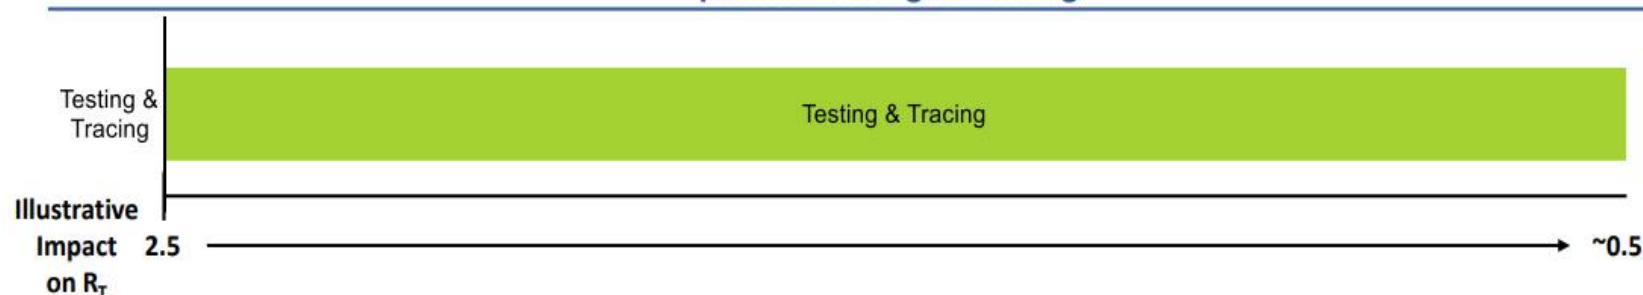 Testing &
Tracing
Testing & Tracing
Illustrative
Impact 2.5 ~0.5
on R_T